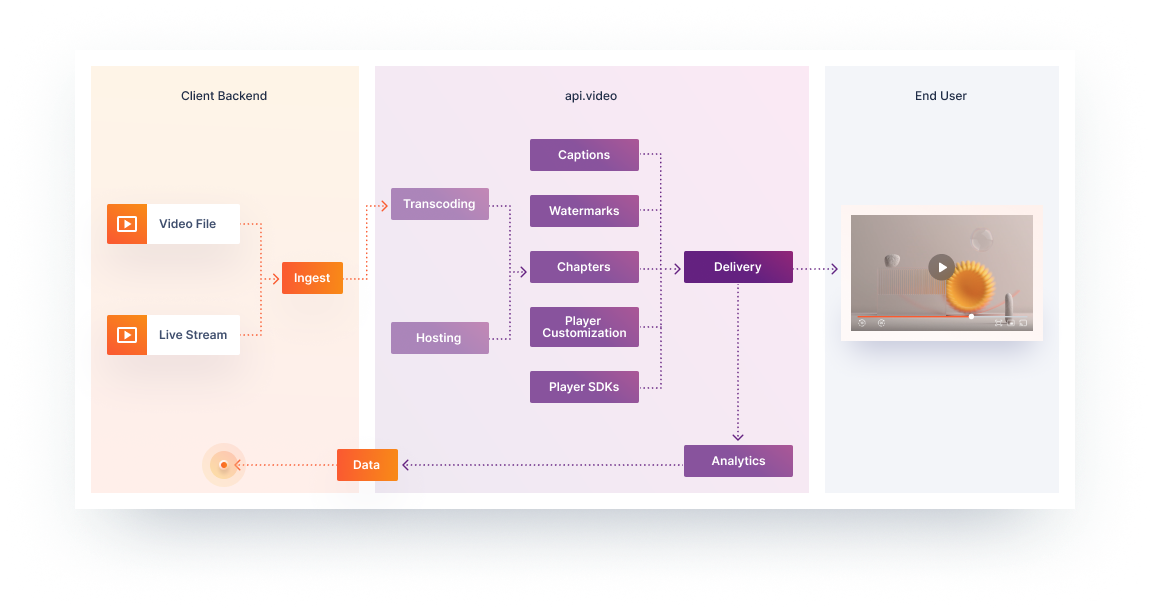 Client Backend
api.video
End User
Captions
Transcoding
Watermarks
Video File
Chapters
Delivery
Ingest
Player
Customization
Live Stream
Hosting
Player SDKs
Data
Analytics